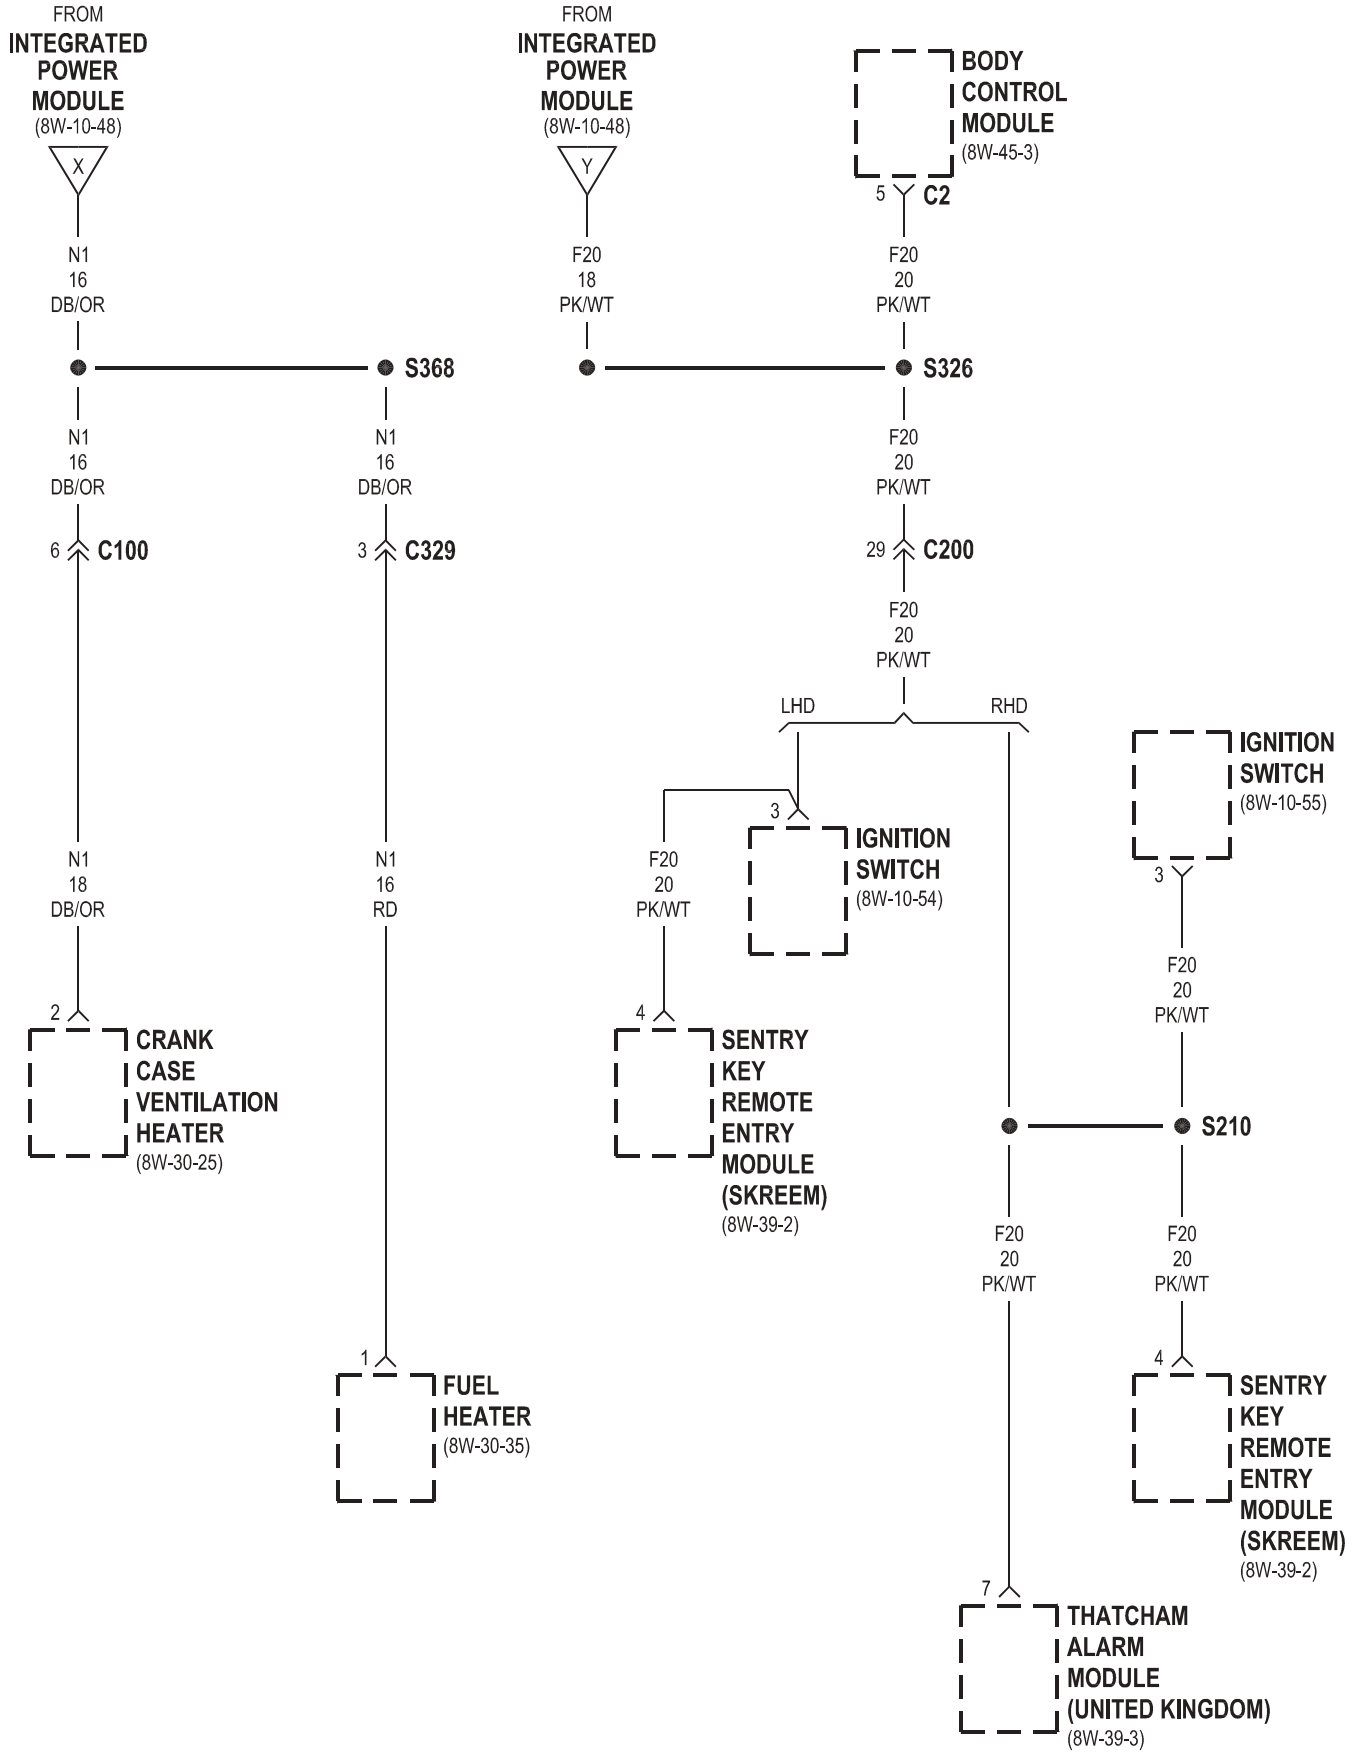 FROM
INTEGRATED
POWER
MODULE
(8W-10-48)
X
N1
16
DB/OR
S368
N1
16
DB/OR
N1
16
DB/OR
6
C100
3
C329
N1
18
DB/OR
N1
16
RD
2
CRANK
CASE
VENTILATION
HEATER
(8W-30-25)
1
FUEL
HEATER
(8W-30-35)
FROM
INTEGRATED
POWER
MODULE
(8W-10-48)
Y
F20
18
PK/WT
BODY
CONTROL
MODULE
(8W-45-3)
5
C2
F20
20
PK/WT
S326
F20
20
PK/WT
29
C200
F20
20
PK/WT
LHD
RHD
3
IGNITION
SWITCH
(8W-10-54)
F20
20
PK/WT
4
SENTRY
KEY
REMOTE
ENTRY
MODULE
(SKREEM)
(8W-39-2)
IGNITION
SWITCH
(8W-10-55)
3
F20
20
PK/WT
S210
F20
20
PK/WT
F20
20
PK/WT
4
SENTRY
KEY
REMOTE
ENTRY
MODULE
(SKREEM)
(8W-39-2)
7
THATCHAM
ALARM
MODULE
(UNITED KINGDOM)
(8W-39-3)